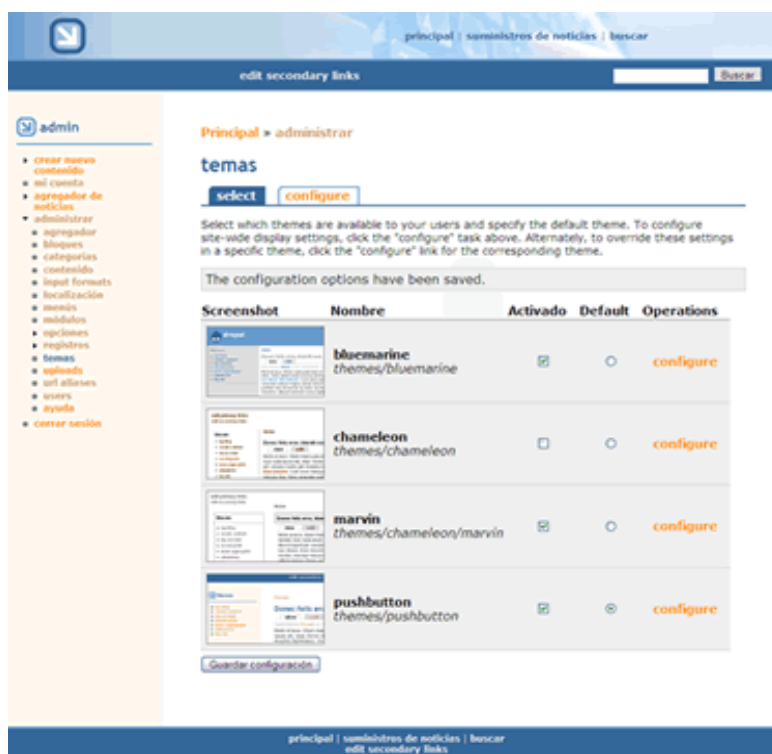 principal | suministros de noticias | buscar
edit secondary links
Buscar
admin
crear nuevo
contenido
mi cuenta
agregador de
noticias
administrar
agregador
bloques
categorías
contenido
input formats
localización
menús
módulos
opciones
registros
temas
uploads
url aliases
users
ayuda
cerrar sesión
Principal » administrar
temas
select configure
Select which themes are available to your users and specify the default theme. To configure
site-wide display settings, click the "configure" task above. Alternately, to override these settings
in a specific theme, click the "configure" link for the corresponding theme.
The configuration options have been saved.
Screenshot Nombre Activado Default Operations
bluemarine
themes/bluemarine
configure
chameleon
themes/chameleon
configure
marvin
themes/chameleon/marvin
configure
pushbutton
themes/pushbutton
configure
Guardar configuración
principal | suministros de noticias | buscar
edit secondary links